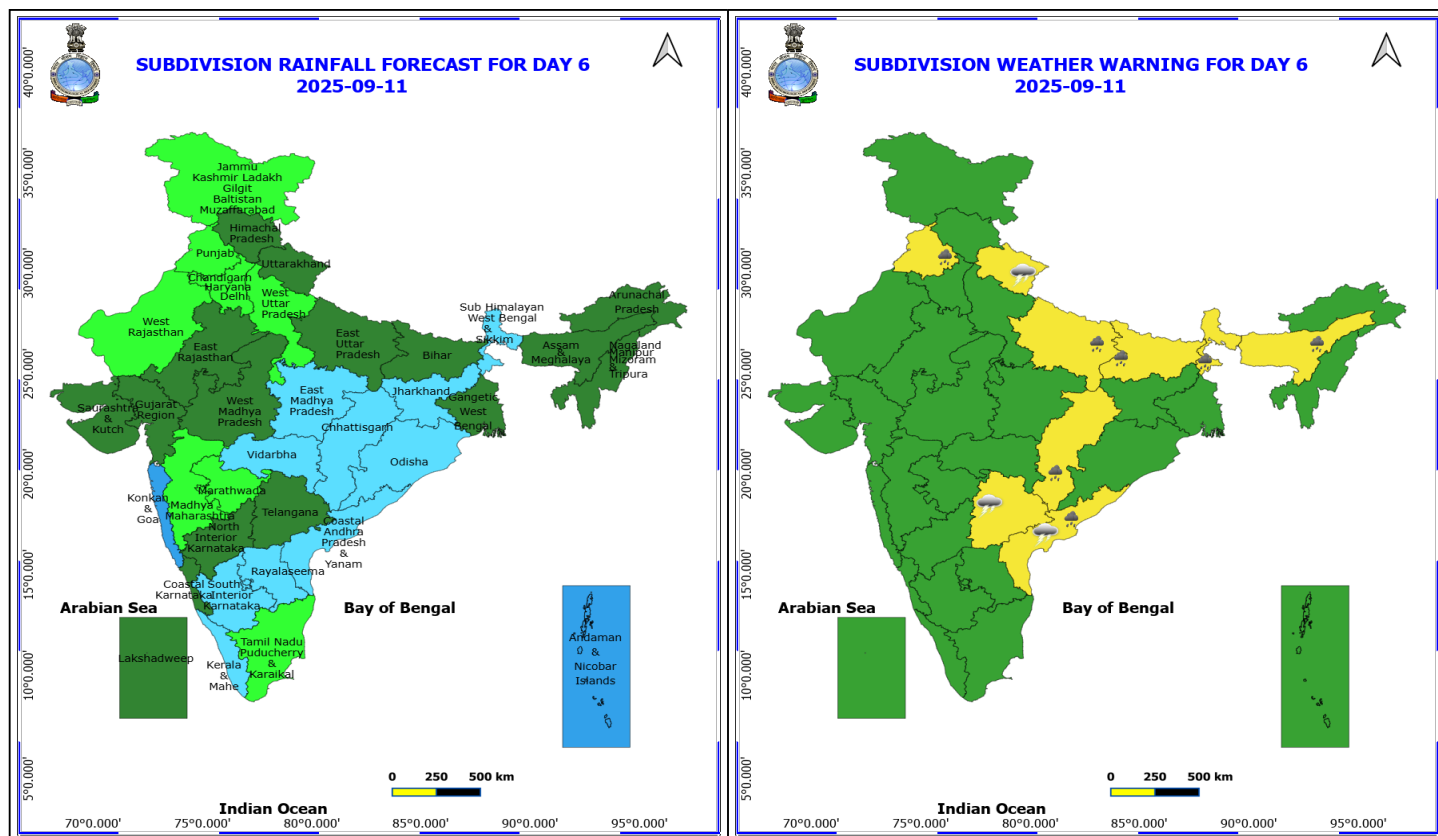 SUBDIVISION RAINFALL FORECAST FOR DAY 6
2025-09-11
40°0.000'
35°0.000'
30°0.000'
25°0.000'
20°0.000'
15°0.000'
10°0.000'
5°0.000'
Jammu
Kashmir Ladakh
Gilgit
Baltistan
Muzaffarabad
Himachal
Pradesh
Punjab
Uttarakhand
Chandigarh
Haryana
Delhi
West
Uttar
Pradesh
West
Rajasthan
East
Rajasthan
East
Uttar
Pradesh
Bihar
Sub Himalayan
West Bengal
&
Sikkim
Arunachal
Pradesh
Assam
&
Meghalaya
Nagaland
Manipur
Mizoram
&
Tripura
Saurashtra
&
Kutch
Gujarat
Region
West
Madhya
Pradesh
East
Madhya
Pradesh
Jharkhand
Gangetic
West
Bengal
Chhattisgarh
Odisha
Vidarbha
Konkan
&
Goa
Madhya
Maharashtra
Marathwada
Telangana
North
Interior
Karnataka
Coastal
Andhra
Pradesh
&
Yanam
Rayalaseema
Coastal
Karnataka
South
Interior
Karnataka
Tamil Nadu
Puducherry
&
Karaikal
Kerala
&
Mahe
Lakshadweep
Andaman
&
Nicobar
Islands
Arabian Sea
Bay of Bengal
Indian Ocean
0 250 500 km
70°0.000' 75°0.000' 80°0.000' 85°0.000' 90°0.000' 95°0.000'
SUBDIVISION WEATHER WARNING FOR DAY 6
2025-09-11
40°0.000'
35°0.000'
30°0.000'
25°0.000'
20°0.000'
15°0.000'
10°0.000'
5°0.000'
Arabian Sea
Bay of Bengal
Indian Ocean
0 250 500 km
70°0.000' 75°0.000' 80°0.000' 85°0.000' 90°0.000' 95°0.000'